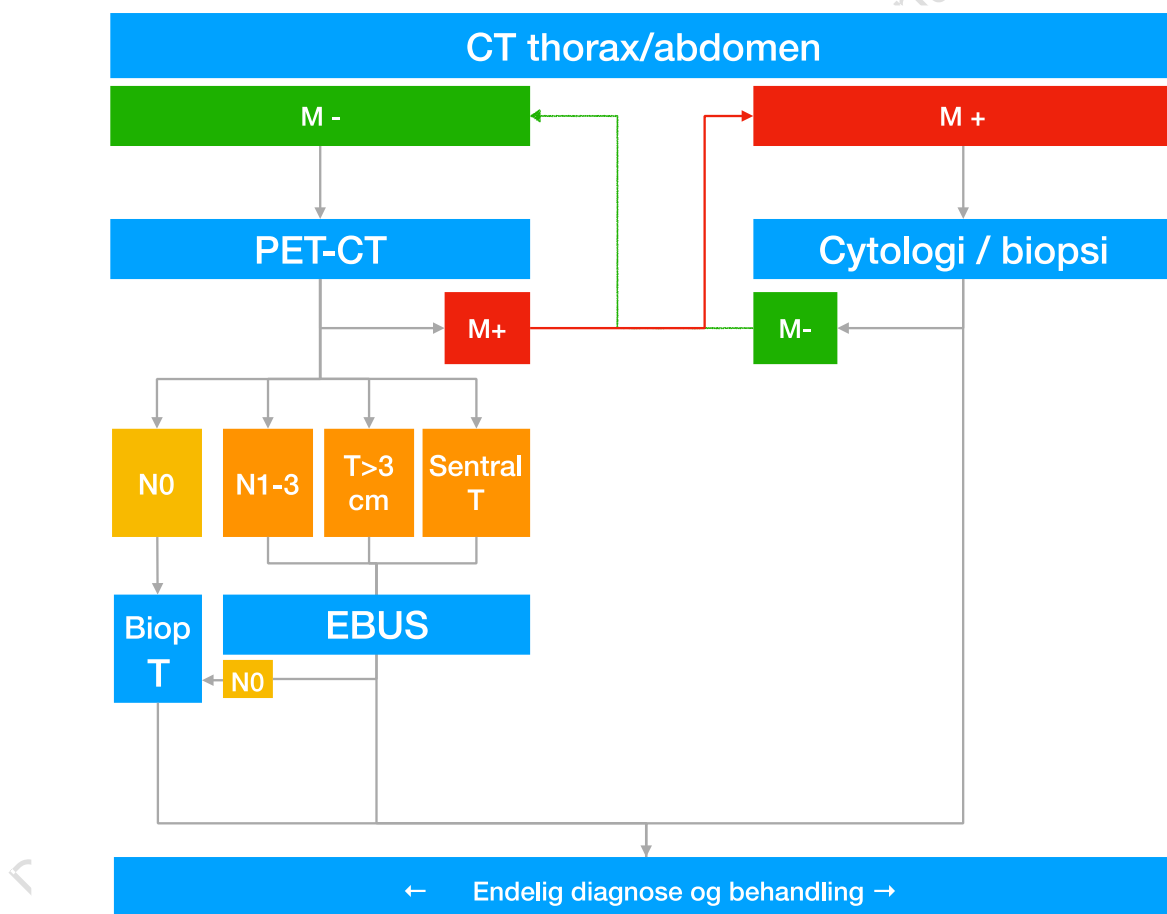 CT thorax/abdomen
M -
M +
PET-CT
Cytologi / biopsi
M+
M-
N0
N1-3
T>3
cm
Sentral
T
Biop
T
EBUS
N0
← Endelig diagnose og behandling →